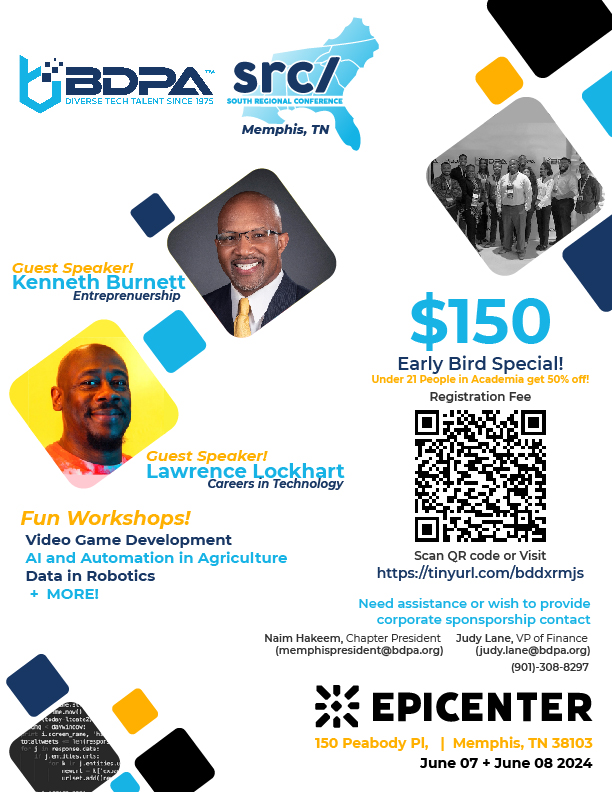 BDPA™
DIVERSE TECH TALENT SINCE 1975
src/
SOUTH REGIONAL CONFERENCE
Memphis, TN
BDPA
Guest Speaker!
Kenneth Burnett
Entreprenuership
$150
Early Bird Special!
Under 21 People in Academia get 50% off!
Registration Fee
Guest Speaker!
Lawrence Lockhart
Careers in Technology
Fun Workshops!
Video Game Development
AI and Automation in Agriculture
Data in Robotics
+ MORE!
Scan QR code or Visit
https://tinyurl.com/bddxrmjs
Need assistance or wish to provide
corporate sponsporship contact
Naim Hakeem, Chapter President
(memphispresident@bdpa.org)
Judy Lane, VP of Finance
(judy.lane@bdpa.org)
(901)-308-8297
EPICENTER
150 Peabody Pl, | Memphis, TN 38103
June 07 + June 08 2024